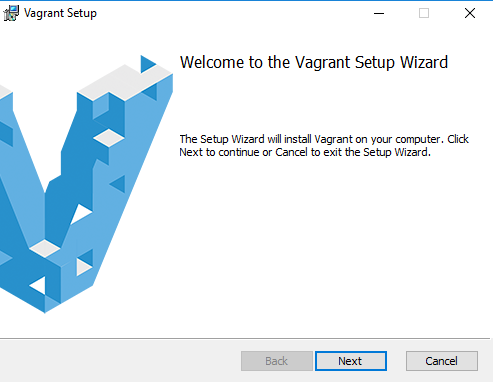 Vagrant Setup
Welcome to the Vagrant Setup Wizard
The Setup Wizard will install Vagrant on your computer. Click
Next to continue or Cancel to exit the Setup Wizard.
Back Next Cancel